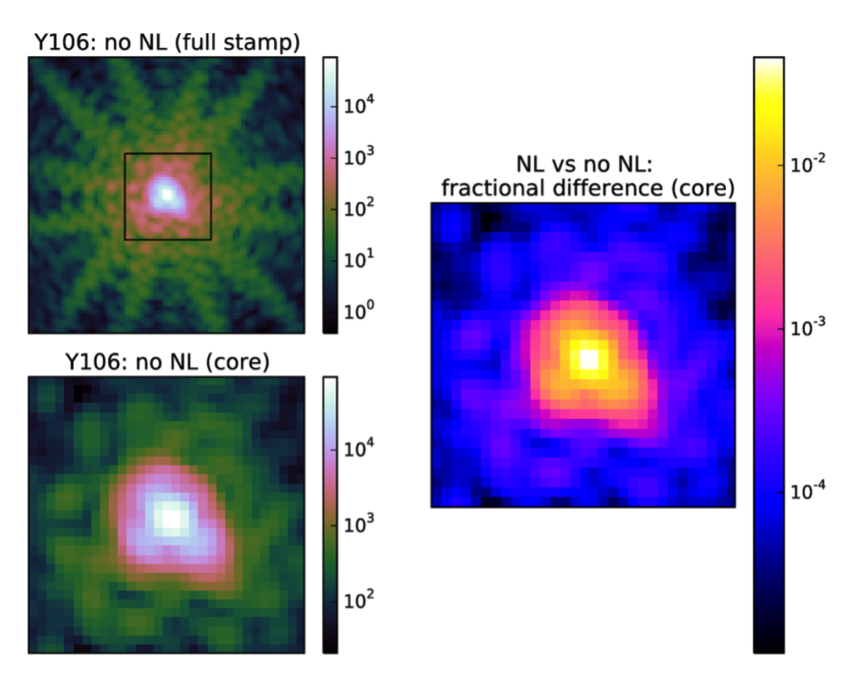 Y106: no NL (full stamp)
10^4
10^3
10^2
10^1
10^0
Y106: no NL (core)
10^4
10^3
10^2
NL vs no NL:
fractional difference (core)
10^-2
10^-3
10^-4